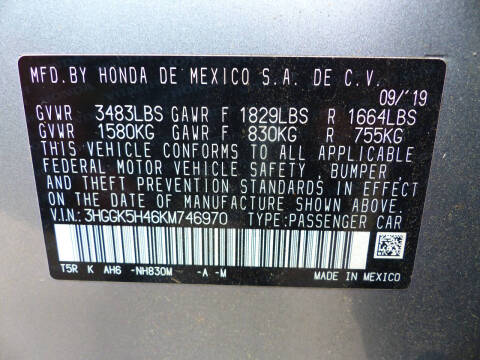 MFD.BY HONDA DE MEXICO S.A. DE C.V.
09/'19
GVWR 3483LBS GAWR F 1829LBS R 1664LBS
GVWR 1580KG GAWR F 830KG R 755KG
THIS VEHICLE CONFORMS TO ALL APPLICABLE
FEDERAL MOTOR VEHICLE SAFETY, BUMPER,
AND THEFT PREVENTION STANDARDS IN EFFECT
ON THE DATE OF MANUFACTURE SHOWN ABOVE.
V.I.N.: 3HGGK5H46KM746970 TYPE:PASSENGER CAR
T5R K AH6 -NH830M -A -M
MADE IN MEXICO